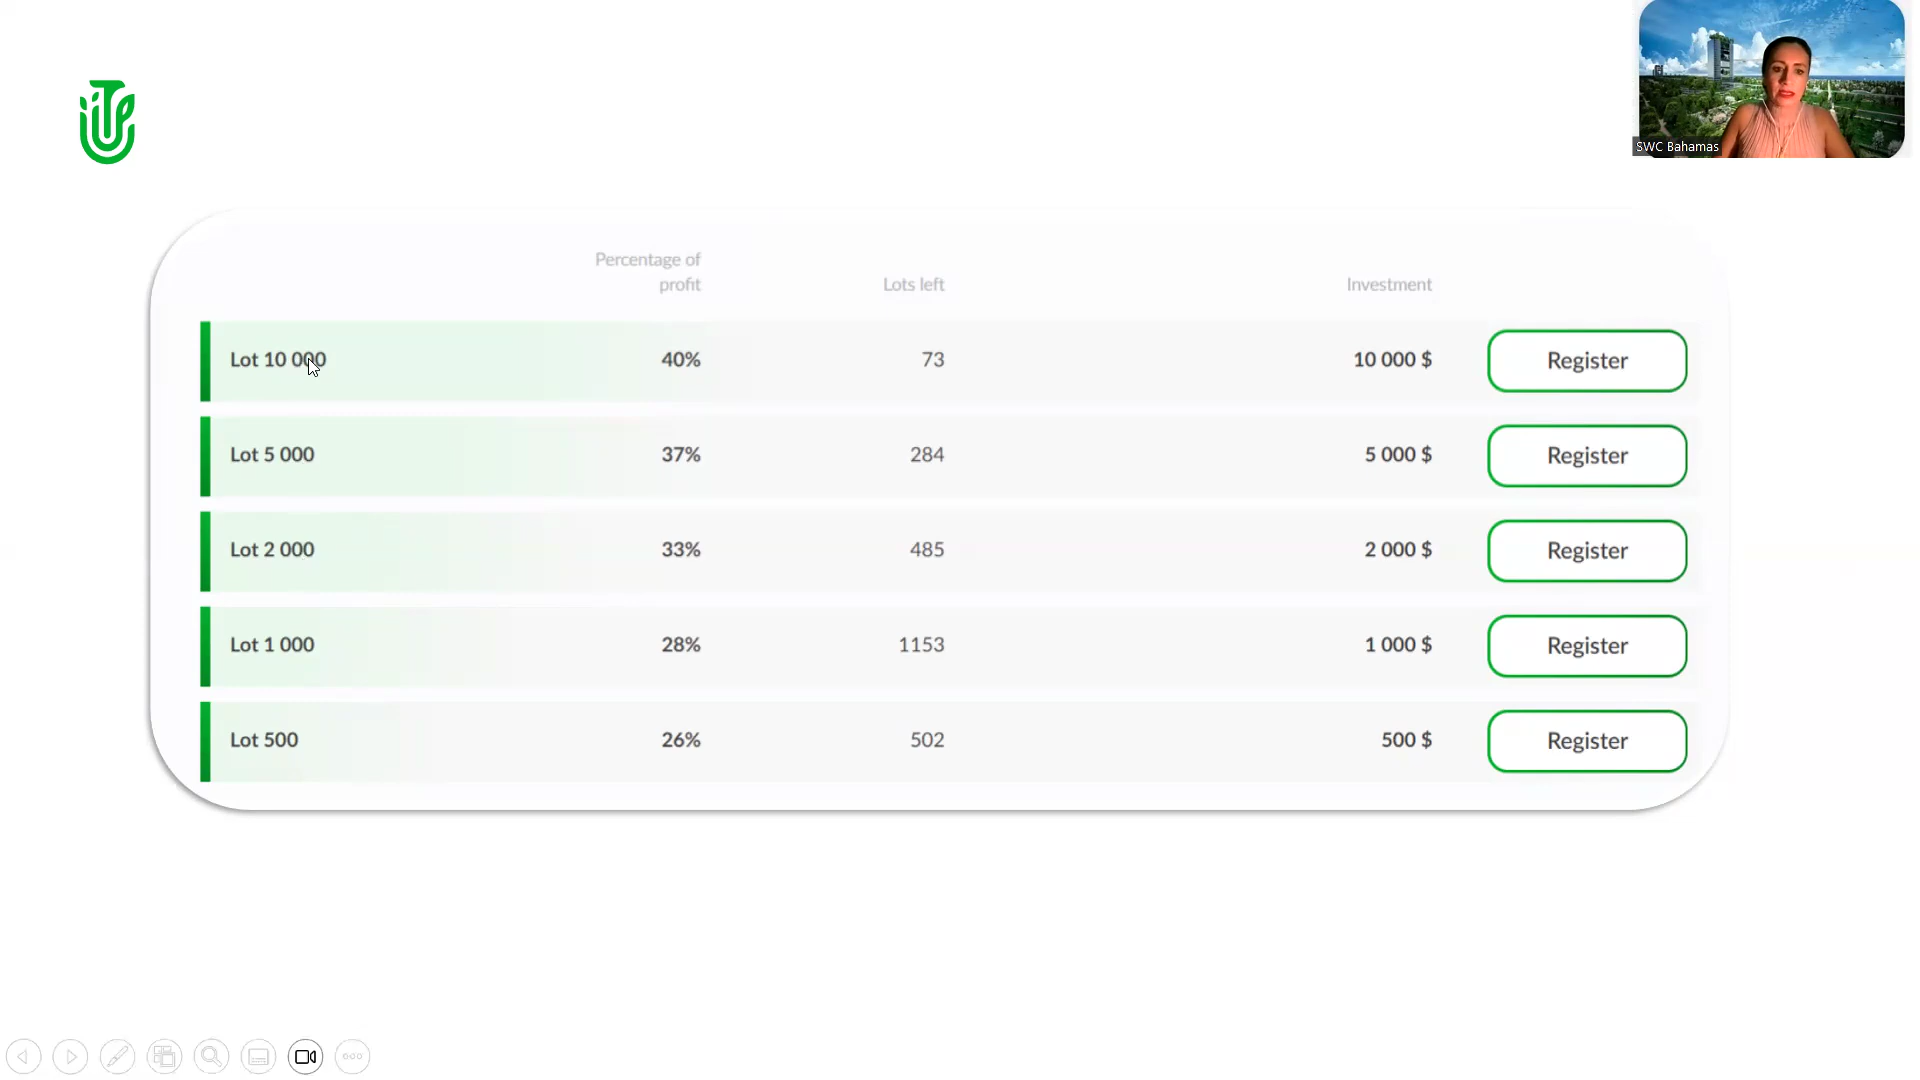 SWC Bahamas
Percentage of
profit
Lots left
Investment
Lot 10 000 40% 73 10 000 $ Register
Lot 5 000 37% 284 5 000 $ Register
Lot 2 000 33% 485 2 000 $ Register
Lot 1 000 28% 1153 1 000 $ Register
Lot 500 26% 502 500 $ Register